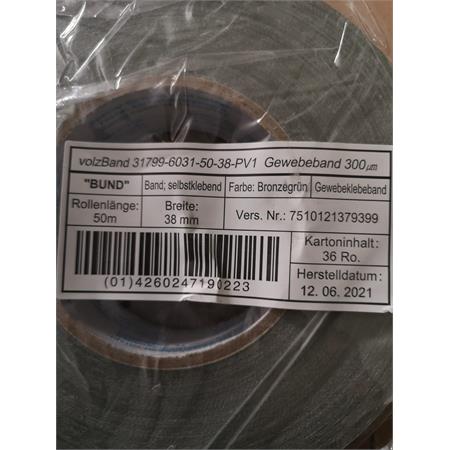 volzBand 31799-6031-50-38-PV1 Gewebeband 300µm
"BUND" Band; selbstklebend Farbe: Bronzegrün Gewebeklebeband
Rollenlänge: 50m Breite: 38 mm Vers. Nr.: 7510121379399
Kartoninhalt: 36 Ro.
Herstelldatum: 12. 06. 2021
(01)4260247190223